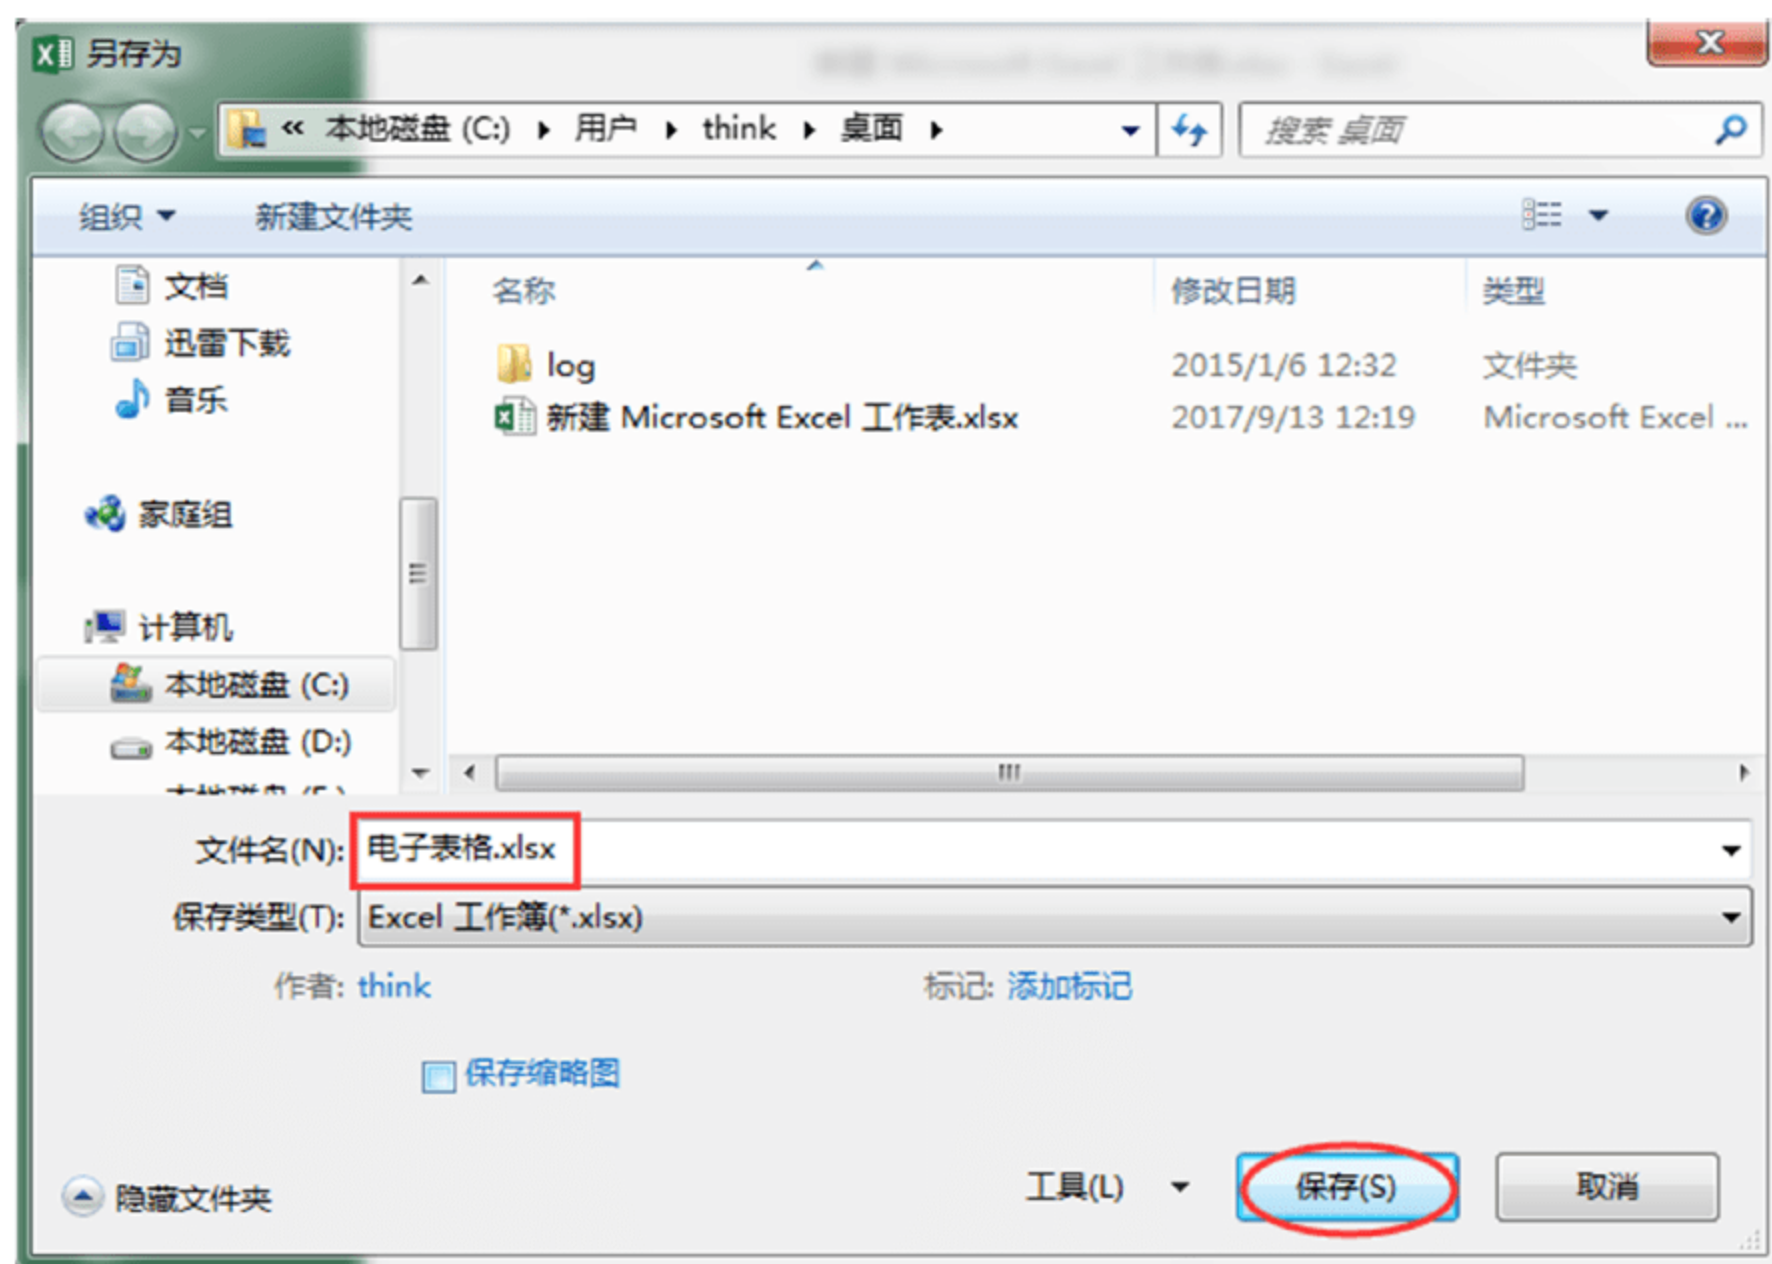 另存为
« 本地磁盘 (C:) 用户 think 桌面
搜索 桌面
组织 新建文件夹
文档
迅雷下载
音乐
家庭组
计算机
本地磁盘 (C:)
本地磁盘 (D:)
名称 修改日期 类型
log 2015/1/6 12:32 文件夹
新建 Microsoft Excel 工作表.xlsx 2017/9/13 12:19 Microsoft Excel ...
文件名(N): 电子表格.xlsx
保存类型(T): Excel 工作簿(*.xlsx)
作者: think 标记: 添加标记
保存缩略图
隐藏文件夹 工具(L) 保存(S) 取消